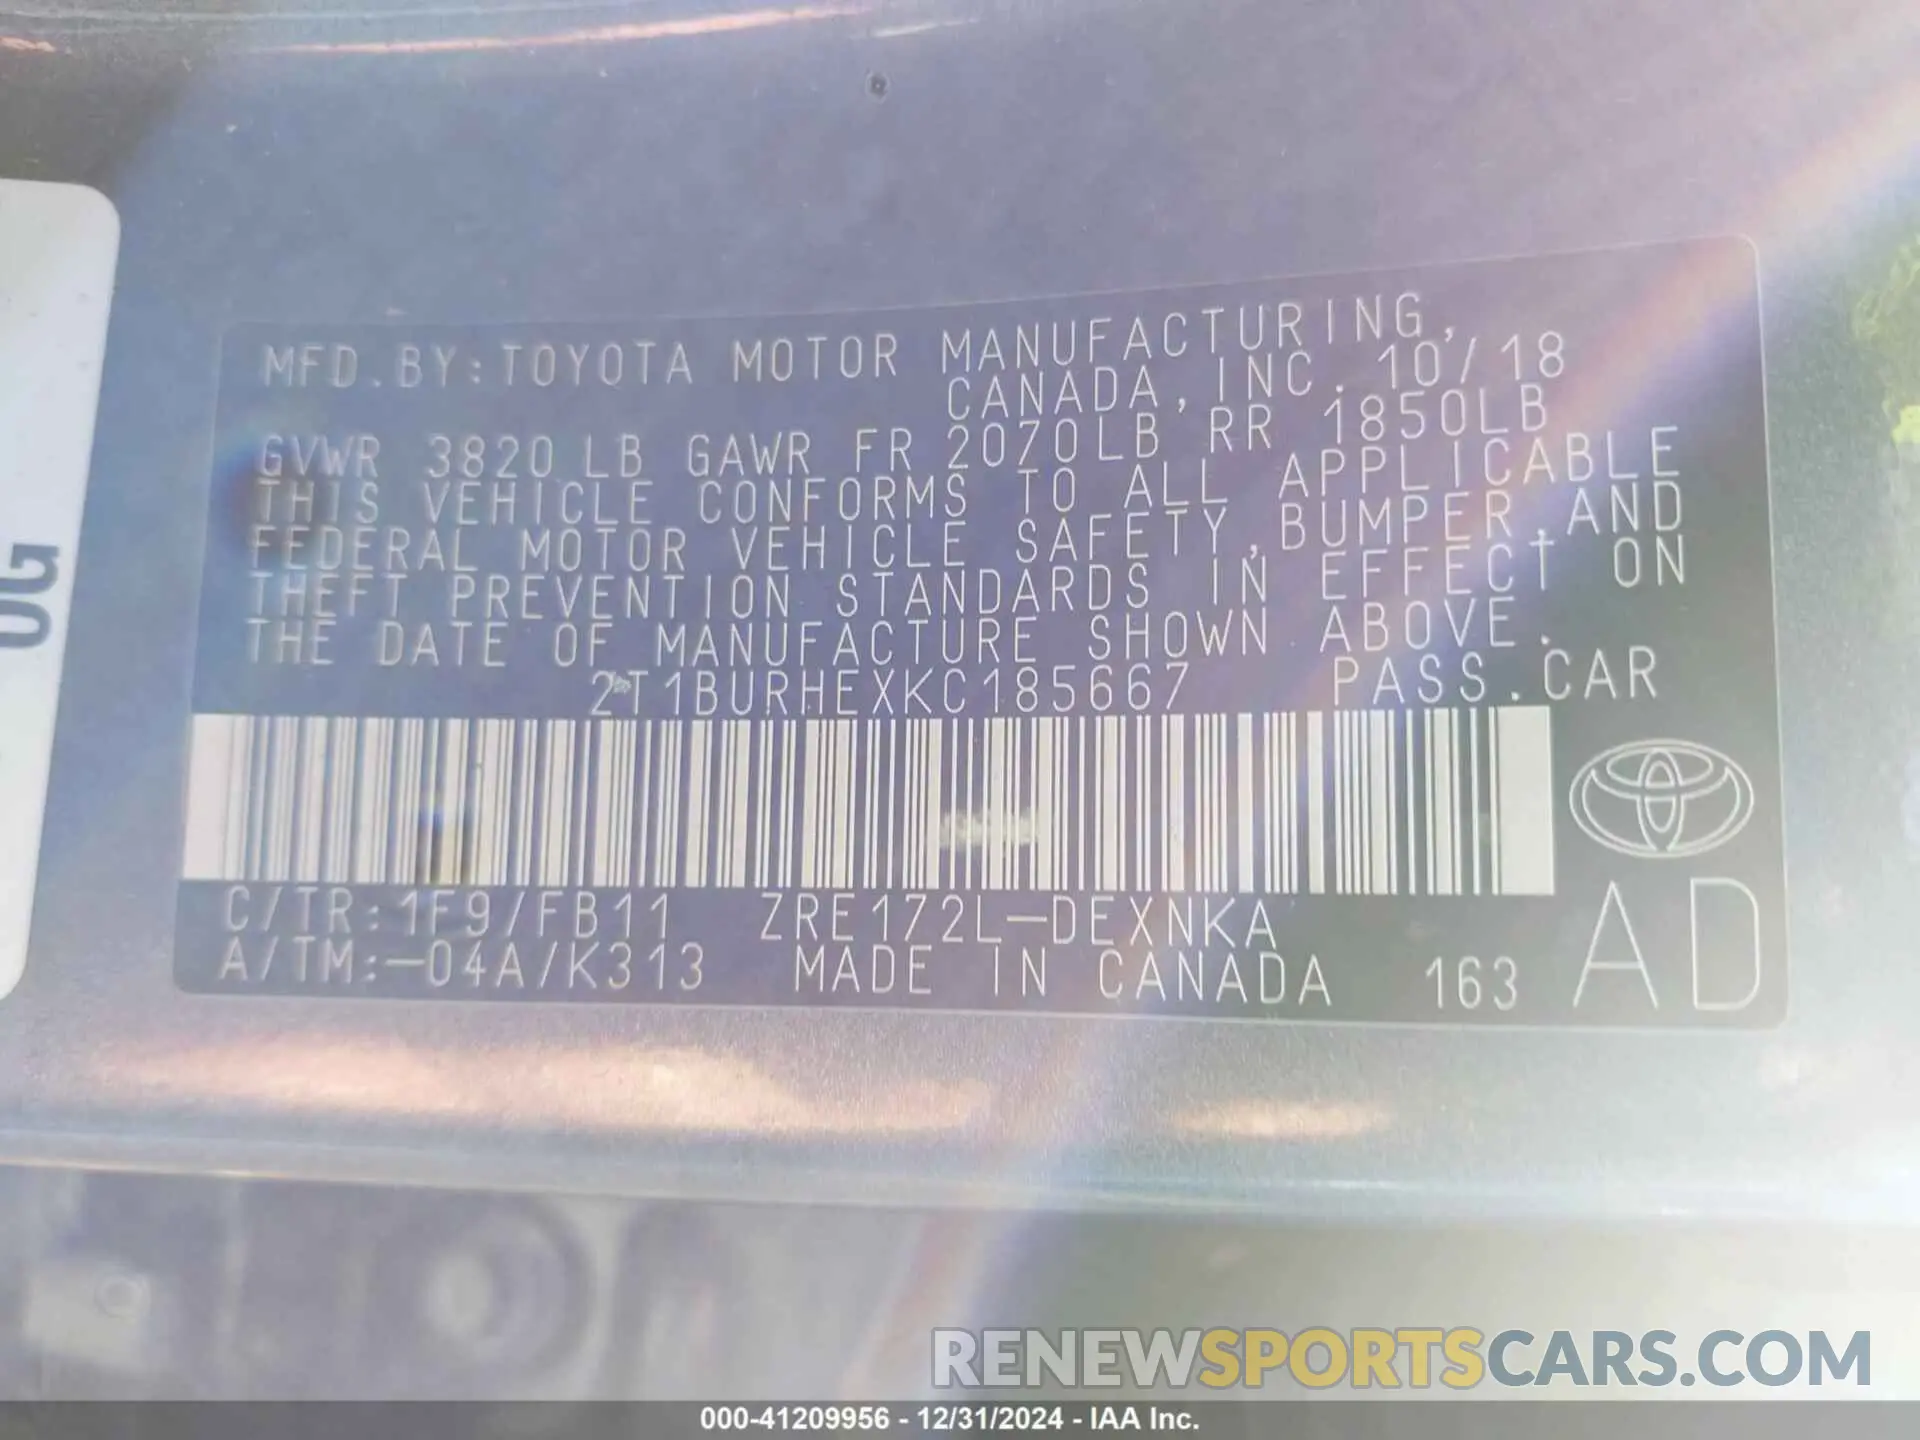 OG
MFD.BY:TOYOTA MOTOR MANUFACTURING,
CANADA, INC. 10/18
GVWR 3820LB GAWR FR 2070LB RR 1850LB
THIS VEHICLE CONFORMS TO ALL APPLICABLE
FEDERAL MOTOR VEHICLE SAFETY, BUMPER, AND
THEFT PREVENTION STANDARDS IN EFFECT ON
THE DATE OF MANUFACTURE SHOWN ABOVE.
2T1BURHEXKC185667 PASS.CAR
C/TR:1F9/FB11 ZRE172L-DEXNKA
A/TM:-04A/K313 MADE IN CANADA 163 AD
RENEWSPORTSCARS.COM
000-41209956 - 12/31/2024 - IAA Inc.